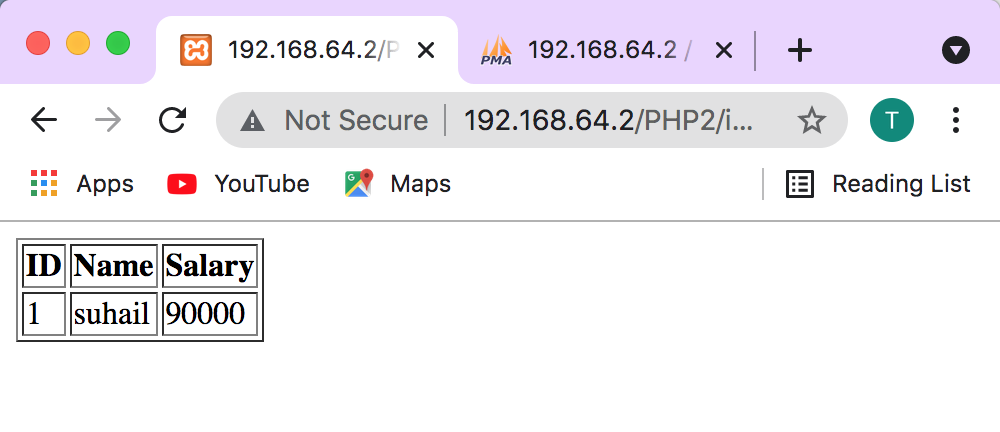 192.168.64.2/P
PMA 192.168.64.2 /
Not Secure 192.168.64.2/PHP2/i...
T
Apps YouTube Maps Reading List
ID Name Salary
1 suhail 90000